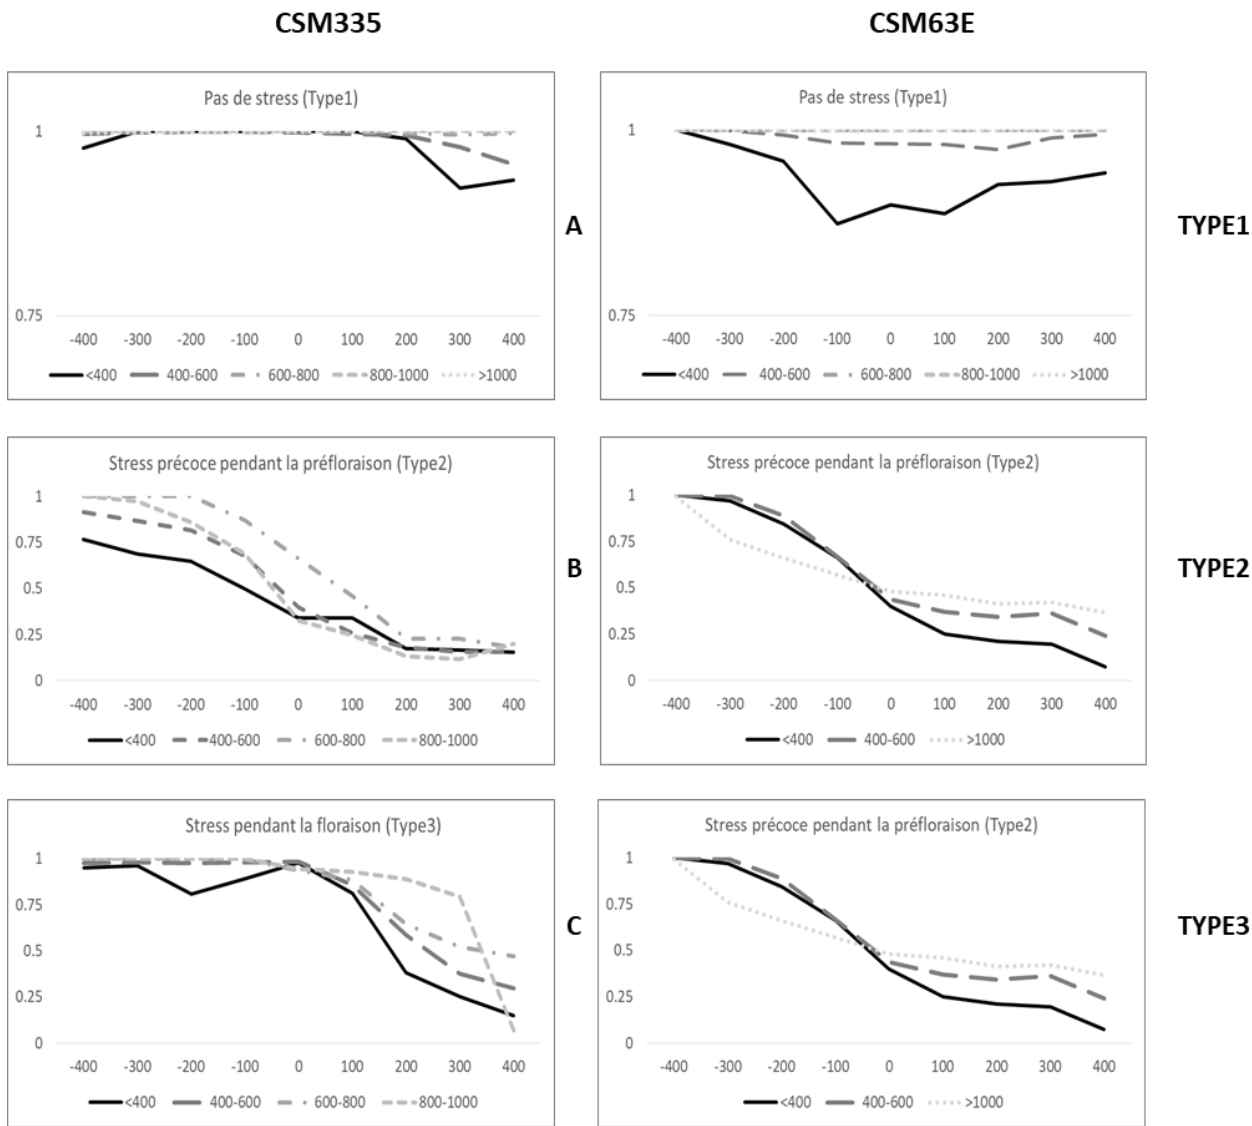 CSM335
CSM63E
Pas de stress (Type1)
1
0.75
-400 -300 -200 -100 0 100 200 300 400
<400 400-600 600-800 800-1000 >1000
A
Pas de stress (Type1)
1
0.75
-400 -300 -200 -100 0 100 200 300 400
<400 400-600 600-800 800-1000 >1000
TYPE1
Stress précoce pendant la préfloraison (Type2)
1
0.75
0.5
0.25
0
-400 -300 -200 -100 0 100 200 300 400
<400 400-600 600-800 800-1000
B
Stress précoce pendant la préfloraison (Type2)
1
0.75
0.5
0.25
0
-400 -300 -200 -100 0 100 200 300 400
<400 400-600 >1000
TYPE2
Stress pendant la floraison (Type3)
1
0.75
0.5
0.25
0
-400 -300 -200 -100 0 100 200 300 400
<400 400-600 600-800 800-1000
C
Stress précoce pendant la préfloraison (Type2)
1
0.75
0.5
0.25
0
-400 -300 -200 -100 0 100 200 300 400
<400 400-600 >1000
TYPE3